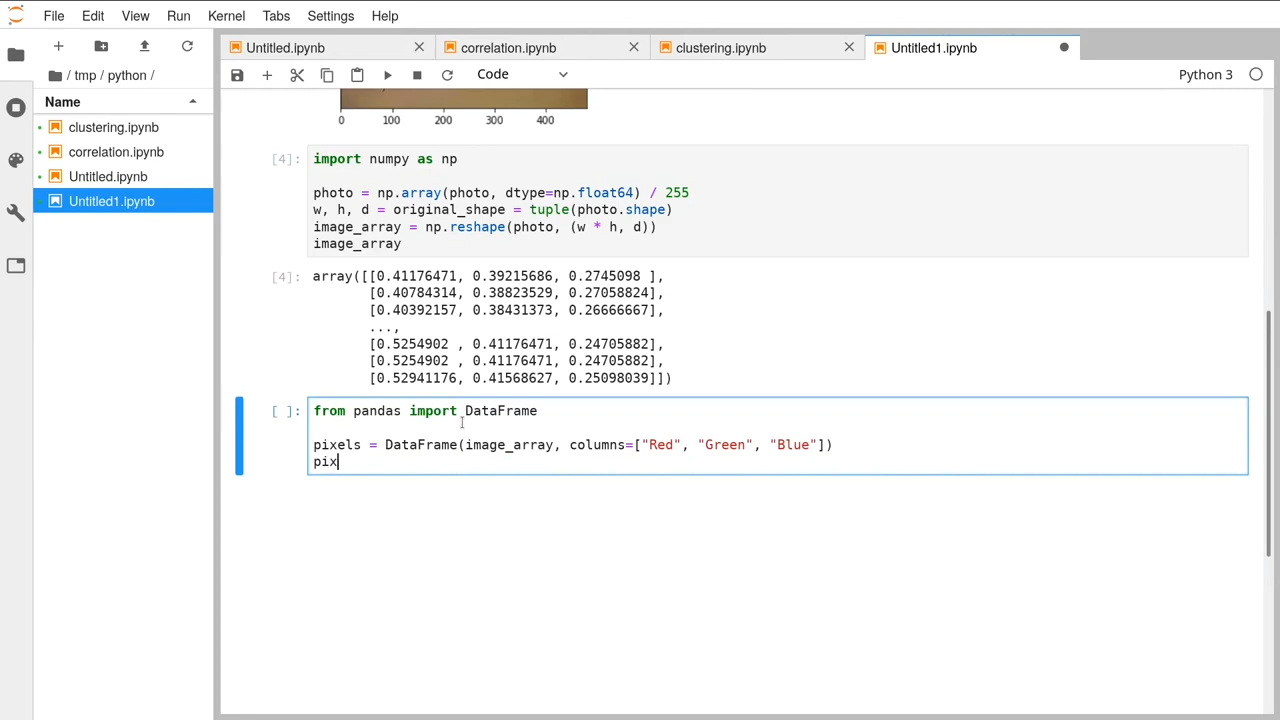 File Edit View Run Kernel Tabs Settings Help
Untitled.ipynb correlation.ipynb clustering.ipynb Untitled1.ipynb
/ tmp / python /
Code
Python 3
Name
clustering.ipynb
correlation.ipynb
Untitled.ipynb
Untitled1.ipynb
0 100 200 300 400
[4]: import numpy as np
photo = np.array(photo, dtype=np.float64) / 255
w, h, d = original_shape = tuple(photo.shape)
image_array = np.reshape(photo, (w * h, d))
image_array
[4]: array([[0.41176471, 0.39215686, 0.2745098 ],
[0.40784314, 0.38823529, 0.27058824],
[0.40392157, 0.38431373, 0.26666667],
...,
[0.5254902 , 0.41176471, 0.24705882],
[0.5254902 , 0.41176471, 0.24705882],
[0.52941176, 0.41568627, 0.25098039]])
[ ]: from pandas import DataFrame
pixels = DataFrame(image_array, columns=["Red", "Green", "Blue"])
pix